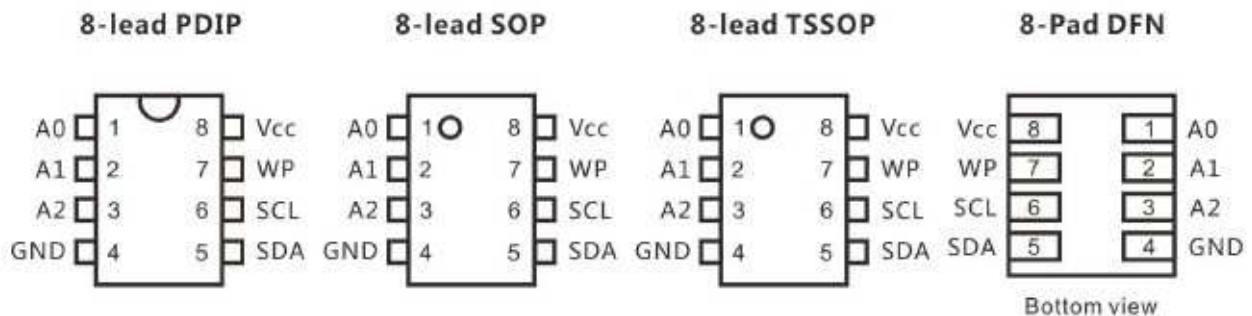 8-lead PDIP 8-lead SOP 8-lead TSSOP 8-Pad DFN
A0 1 8 Vcc A0 1 8 Vcc A0 1 8 Vcc Vcc 8 1 A0
A1 2 7 WP A1 2 7 WP A1 2 7 WP WP 7 2 A1
A2 3 6 SCL A2 3 6 SCL A2 3 6 SCL SCL 6 3 A2
GND 4 5 SDA GND 4 5 SDA GND 4 5 SDA SDA 5 4 GND
Bottom view